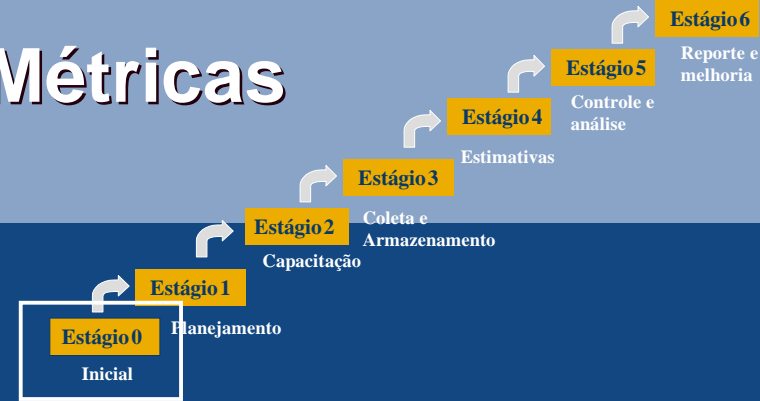 Métricas
Estágio 6
Reporte e
melhoria
Estágio 5
Controle e
análise
Estágio 4
Estimativas
Estágio 3
Coleta e
Armazenamento
Estágio 2
Capacitação
Estágio 1
Planejamento
Estágio 0
Inicial